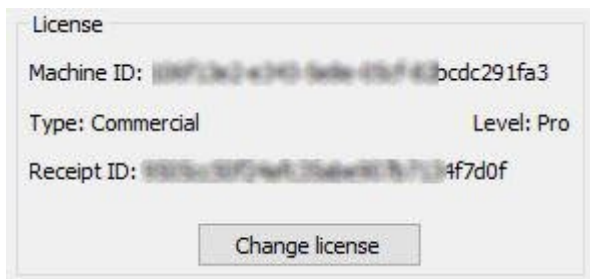 License
Machine ID: bcdc291fa3
Type: Commercial Level: Pro
Receipt ID: 4f7d0f
Change license